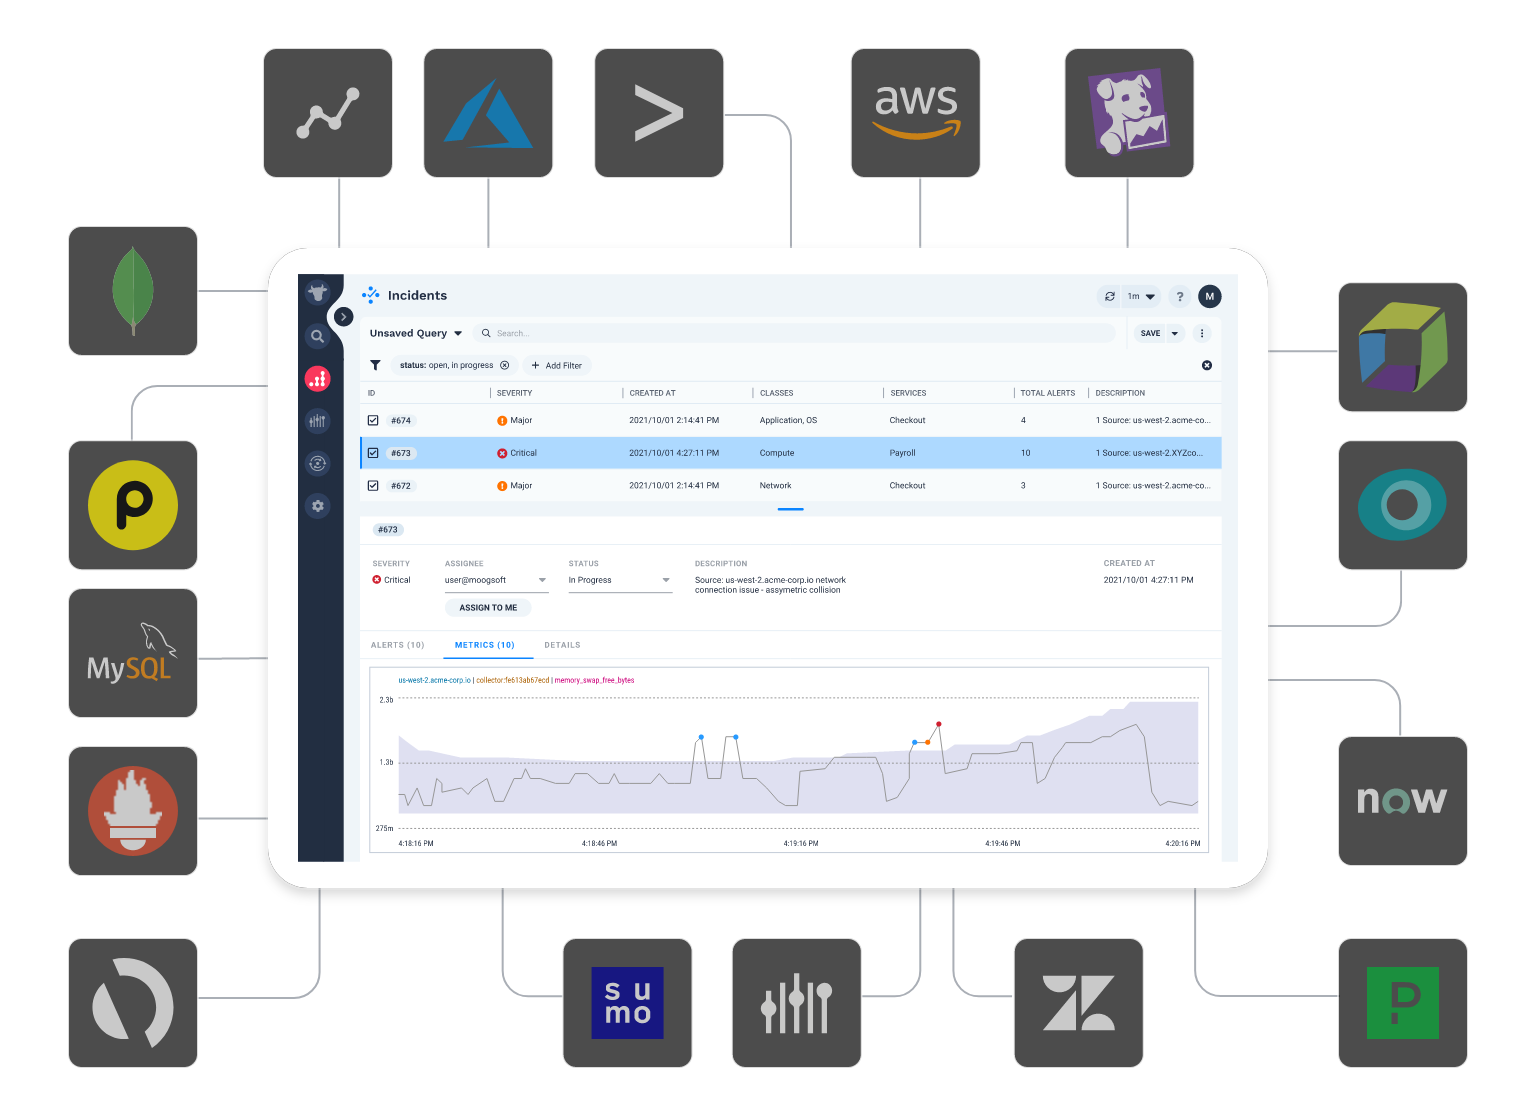 aws
Incidents
1m
?
M
Unsaved Query
Search...
SAVE
status: open, in progress
+ Add Filter
ID SEVERITY CREATED AT CLASSES SERVICES TOTAL ALERTS DESCRIPTION
#674 Major 2021/10/01 2:14:41 PM Application, OS Checkout 4 1 Source: us-west-2.acme-co...
#673 Critical 2021/10/01 4:27:11 PM Compute Payroll 10 1 Source: us-west-2.XYZco...
#672 Major 2021/10/01 2:14:41 PM Network Checkout 3 1 Source: us-west-2.acme-co...
#673
SEVERITY ASSIGNEE STATUS DESCRIPTION CREATED AT
Critical user@moogsoft In Progress Source: us-west-2.acme-corp.io network 2021/10/01 4:27:11 PM
connection issue - assymetric collision
ASSIGN TO ME
ALERTS (10) METRICS (10) DETAILS
us-west-2.acme-corp.io | collector:fe613ab67ecd | memory_swap_free_bytes
2.3b
1.3b
275m
4:18:16 PM 4:18:46 PM 4:19:16 PM 4:19:46 PM 4:20:16 PM
p
MySQL
now
su
mo
P